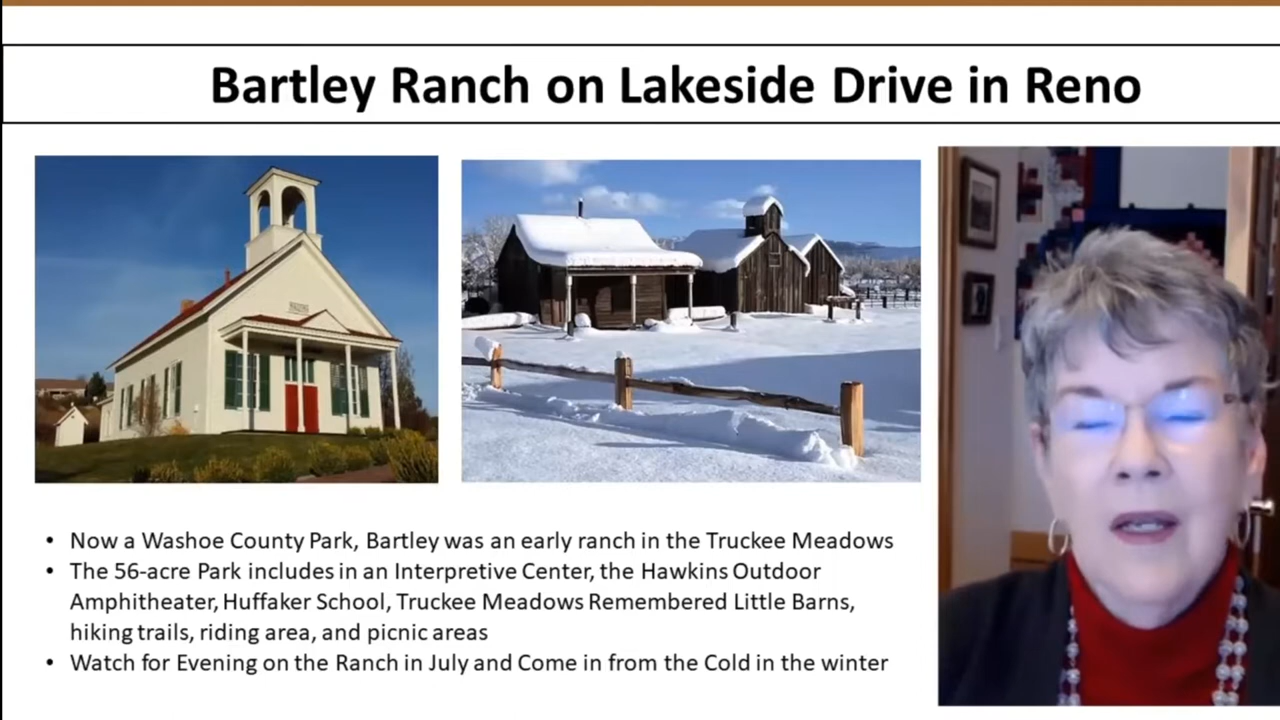 Bartley Ranch on Lakeside Drive in Reno
• Now a Washoe County Park, Bartley was an early ranch in the Truckee Meadows
• The 56-acre Park includes in an Interpretive Center, the Hawkins Outdoor
Amphitheater, Huffaker School, Truckee Meadows Remembered Little Barns,
hiking trails, riding area, and picnic areas
• Watch for Evening on the Ranch in July and Come in from the Cold in the winter